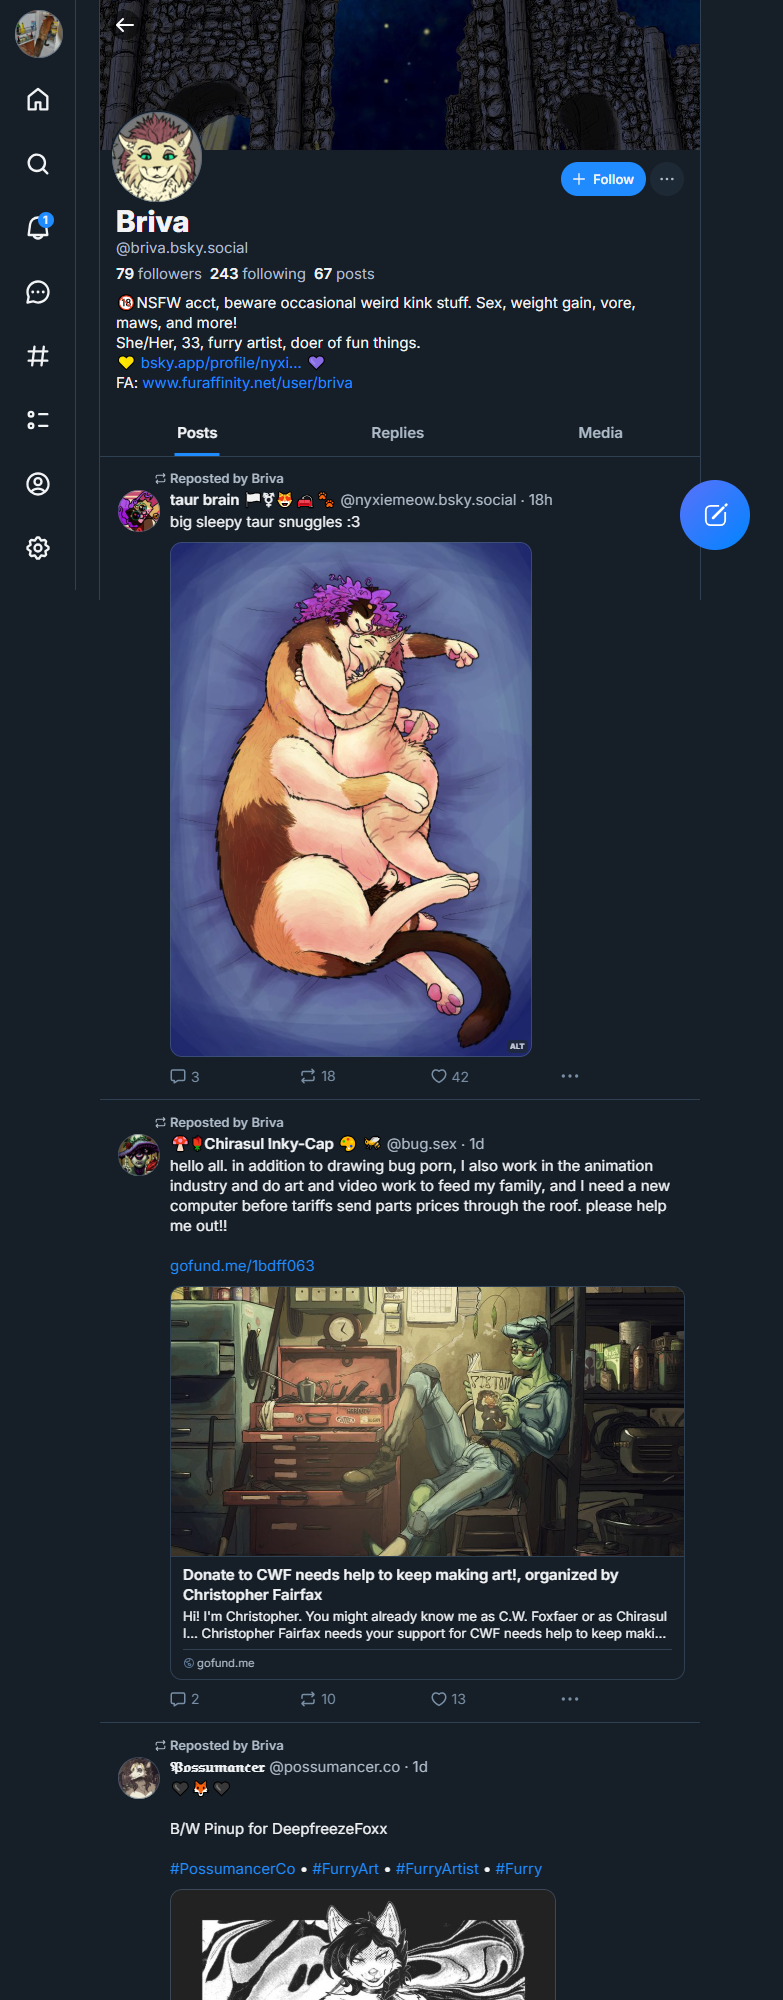 1
Follow
Briva
@briva.bsky.social
79 followers 243 following 67 posts
🔞NSFW acct, beware occasional weird kink stuff. Sex, weight gain, vore,
maws, and more!
She/Her, 33, furry artist, doer of fun things.
💛 bsky.app/profile/nyxi... 💜
FA: www.furaffinity.net/user/briva
Posts Replies Media
Reposted by Briva
taur brain 🏳️⚧️😻 @nyxiemeow.bsky.social · 18h
big sleepy taur snuggles :3
ALT
3 18 42
Reposted by Briva
🍄🌹Chirasul Inky-Cap 🎨 🐝 @bug.sex · 1d
hello all. in addition to drawing bug porn, I also work in the animation
industry and do art and video work to feed my family, and I need a new
computer before tariffs send parts prices through the roof. please help
me out!!
gofund.me/1bdff063
Donate to CWF needs help to keep making art!, organized by
Christopher Fairfax
Hi! I'm Christopher. You might already know me as C.W. Foxfaer or as Chirasul
I... Christopher Fairfax needs your support for CWF needs help to keep maki...
gofund.me
2 10 13
Reposted by Briva
𝕻𝖔𝖘𝖘𝖚𝖒𝖆𝖓𝖈𝖊𝖗 @possumancer.co · 1d
🖤 🦊 🖤
B/W Pinup for DeepfreezeFoxx
#PossumancerCo • #FurryArt • #FurryArtist • #Furry